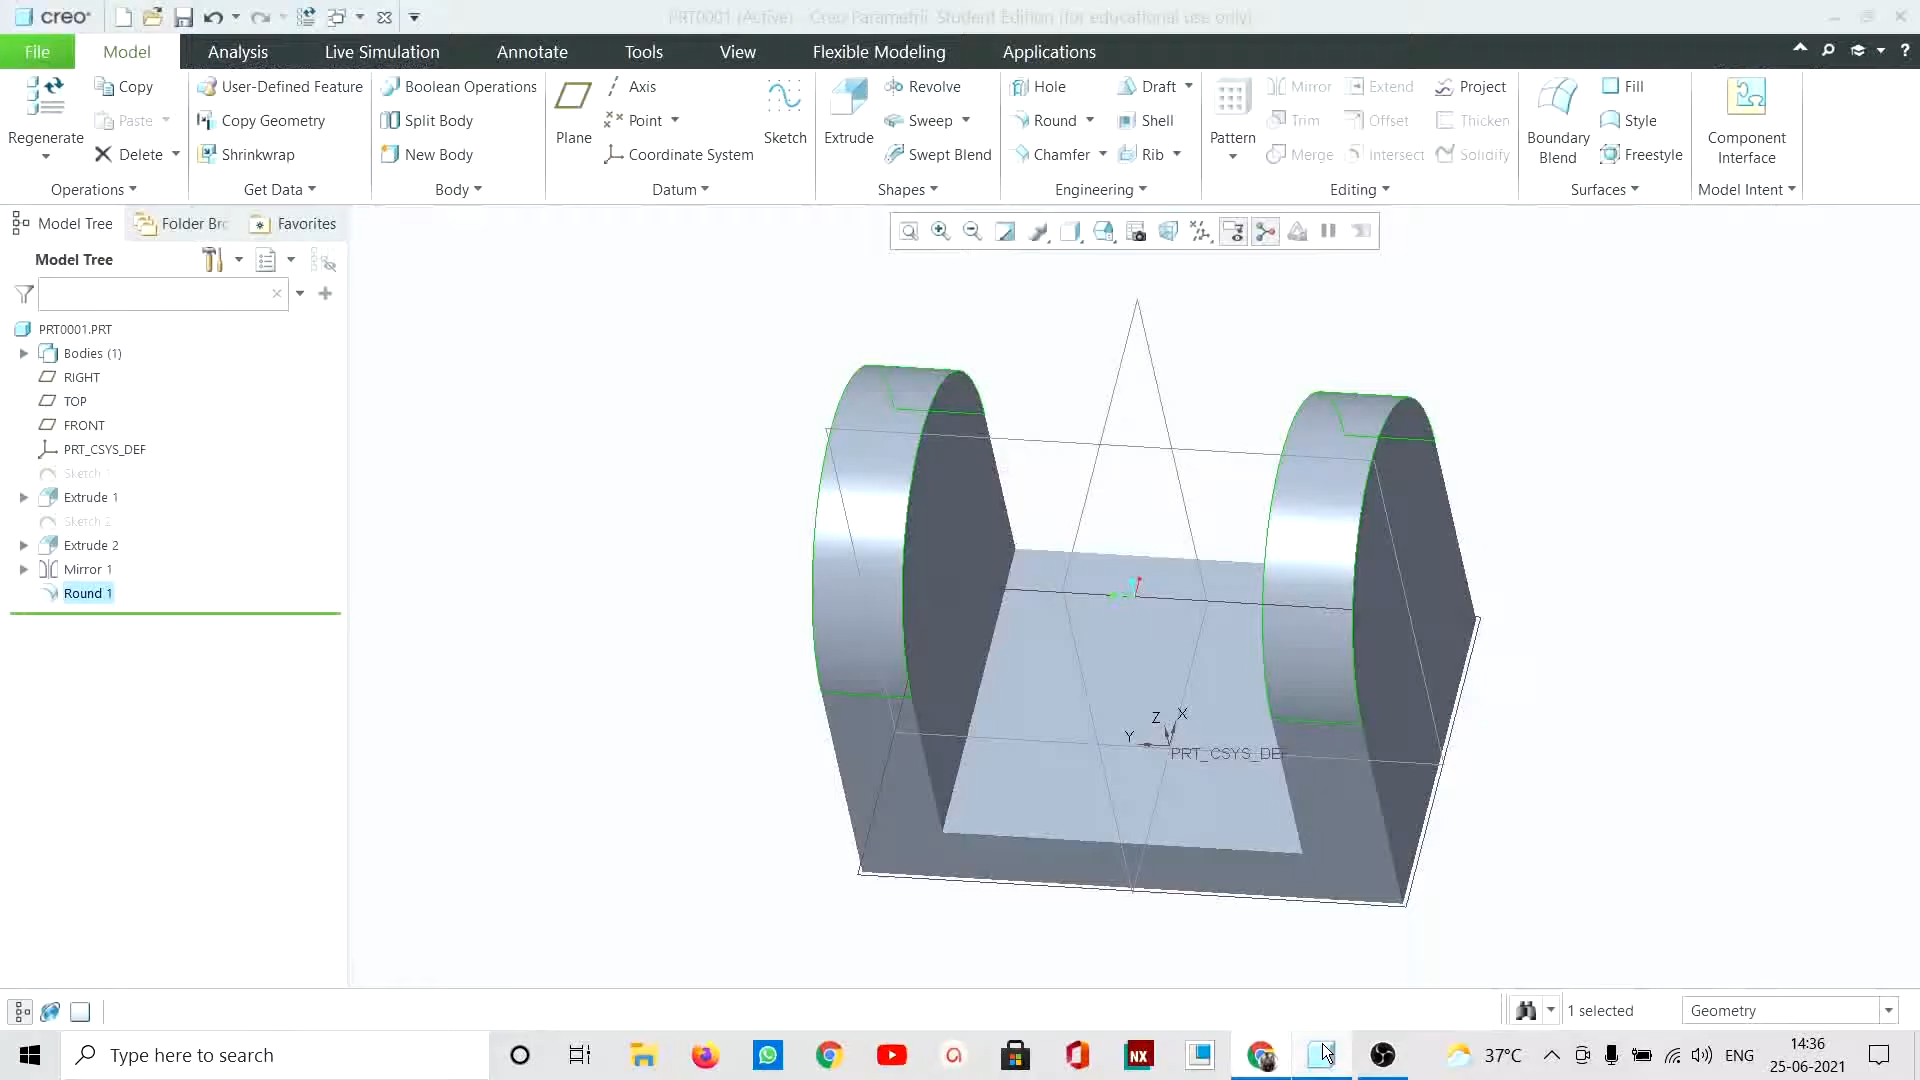 creo
PRT0001 (Active) - Creo Parametric Student Edition (for educational use only)
File Model Analysis Live Simulation Annotate Tools View Flexible Modeling Applications
Regenerate
Copy
Paste
Delete
Operations
User-Defined Feature
Copy Geometry
Shrinkwrap
Get Data
Boolean Operations
Split Body
New Body
Body
Plane
Axis
Point
Coordinate System
Sketch
Datum
Extrude
Revolve
Sweep
Swept Blend
Shapes
Hole
Round
Chamfer
Draft
Shell
Rib
Engineering
Pattern
Mirror
Trim
Merge
Extend
Offset
Intersect
Project
Thicken
Solidify
Editing
Boundary
Blend
Fill
Style
Freestyle
Surfaces
Component
Interface
Model Intent
Model Tree Folder Br Favorites
Model Tree
PRT0001.PRT
Bodies (1)
RIGHT
TOP
FRONT
PRT_CSYS_DEF
Sketch 1
Extrude 1
Sketch 2
Extrude 2
Mirror 1
Round 1
Z X
Y
PRT_CSYS_DEF
1 selected Geometry
Type here to search
NX
37°C
ENG
14:36
25-06-2021